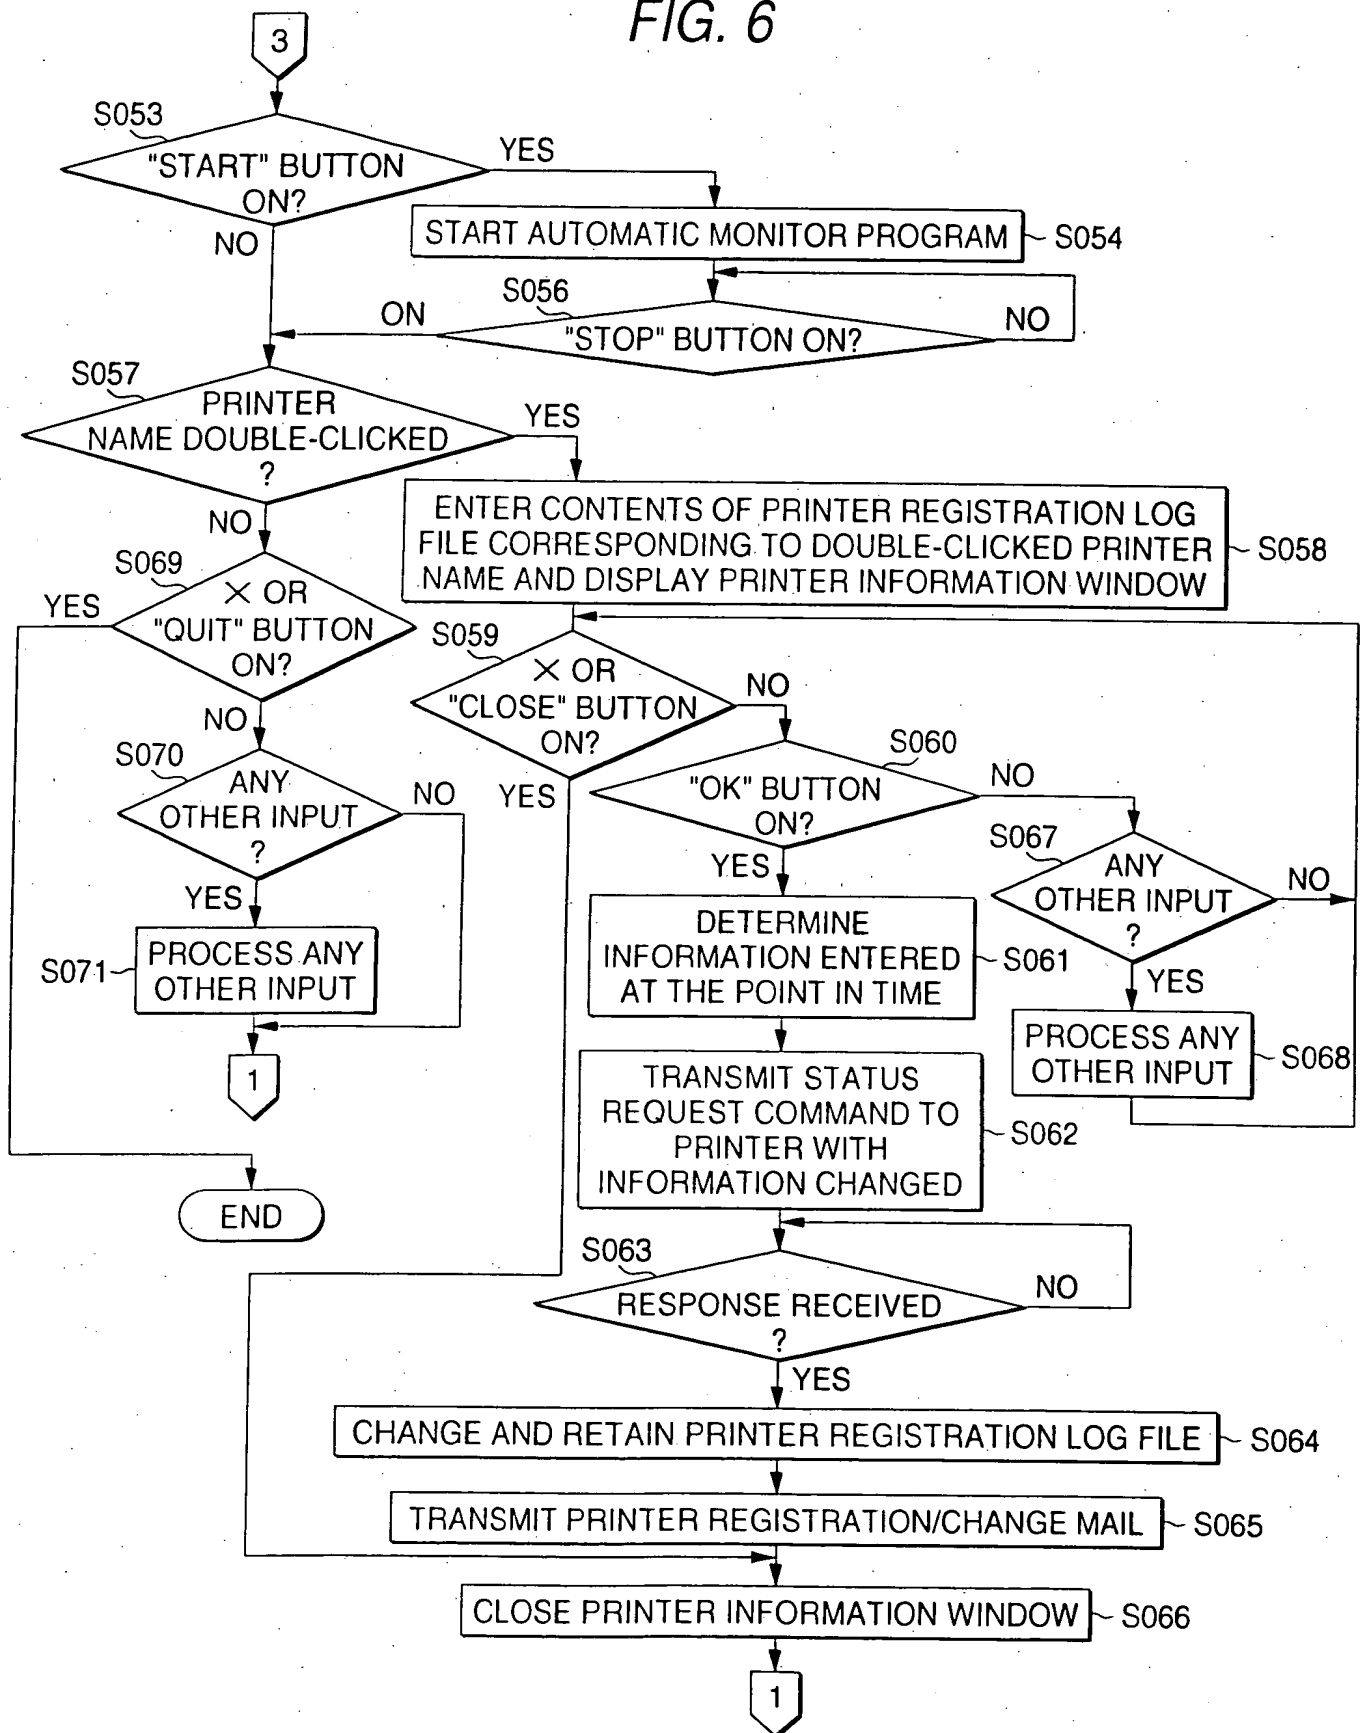 FIG. 6
3
S053
"START" BUTTON
ON?
YES
NO
START AUTOMATIC MONITOR PROGRAM
S054
S056
"STOP" BUTTON ON?
ON
NO
S057
PRINTER
NAME DOUBLE-CLICKED
?
YES
NO
ENTER CONTENTS OF PRINTER REGISTRATION LOG
FILE CORRESPONDING TO DOUBLE-CLICKED PRINTER
NAME AND DISPLAY PRINTER INFORMATION WINDOW
S058
S069
X OR
"QUIT" BUTTON
ON?
YES
NO
S059
X OR
"CLOSE" BUTTON
ON?
NO
YES
S070
ANY
OTHER INPUT
?
NO
YES
S060
"OK" BUTTON
ON?
NO
YES
S067
ANY
OTHER INPUT
?
NO
YES
S071
PROCESS ANY
OTHER INPUT
1
END
DETERMINE
INFORMATION ENTERED
AT THE POINT IN TIME
S061
PROCESS ANY
OTHER INPUT
S068
TRANSMIT STATUS
REQUEST COMMAND TO
PRINTER WITH
INFORMATION CHANGED
S062
S063
RESPONSE RECEIVED
?
NO
YES
CHANGE AND RETAIN PRINTER REGISTRATION LOG FILE
S064
TRANSMIT PRINTER REGISTRATION/CHANGE MAIL
S065
CLOSE PRINTER INFORMATION WINDOW
S066
1